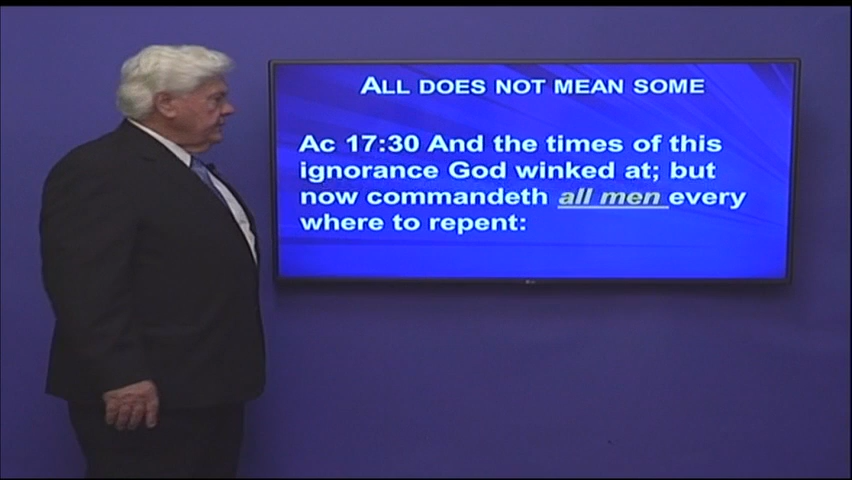 ALL DOES NOT MEAN SOME
Ac 17:30 And the times of this
ignorance God winked at; but
now commandeth all men every
where to repent: